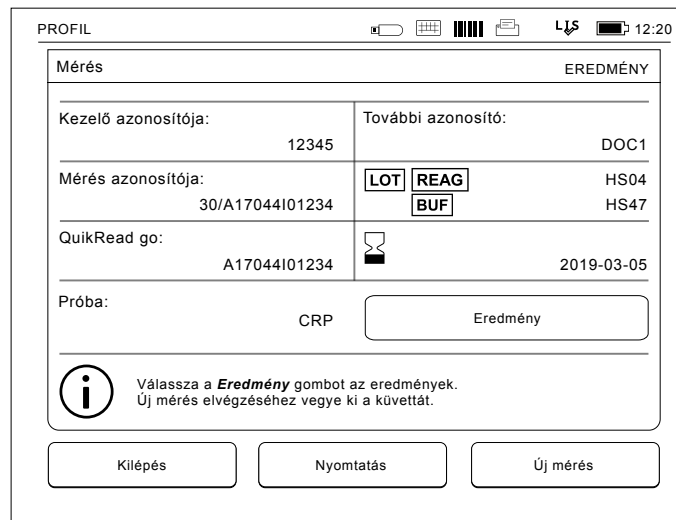 PROFIL LIS 12:20
Mérés EREDMÉNY
Kezelő azonosítója:
12345
További azonosító:
DOC1
Mérés azonosítója:
30/A17044I01234
LOT REAG HS04
BUF HS47
QuikRead go:
A17044I01234
2019-03-05
Próba:
CRP
Eredmény
Válassza a Eredmény gombot az eredmények.
Új mérés elvégzéséhez vegye ki a küvettát.
Kilépés Nyomtatás Új mérés